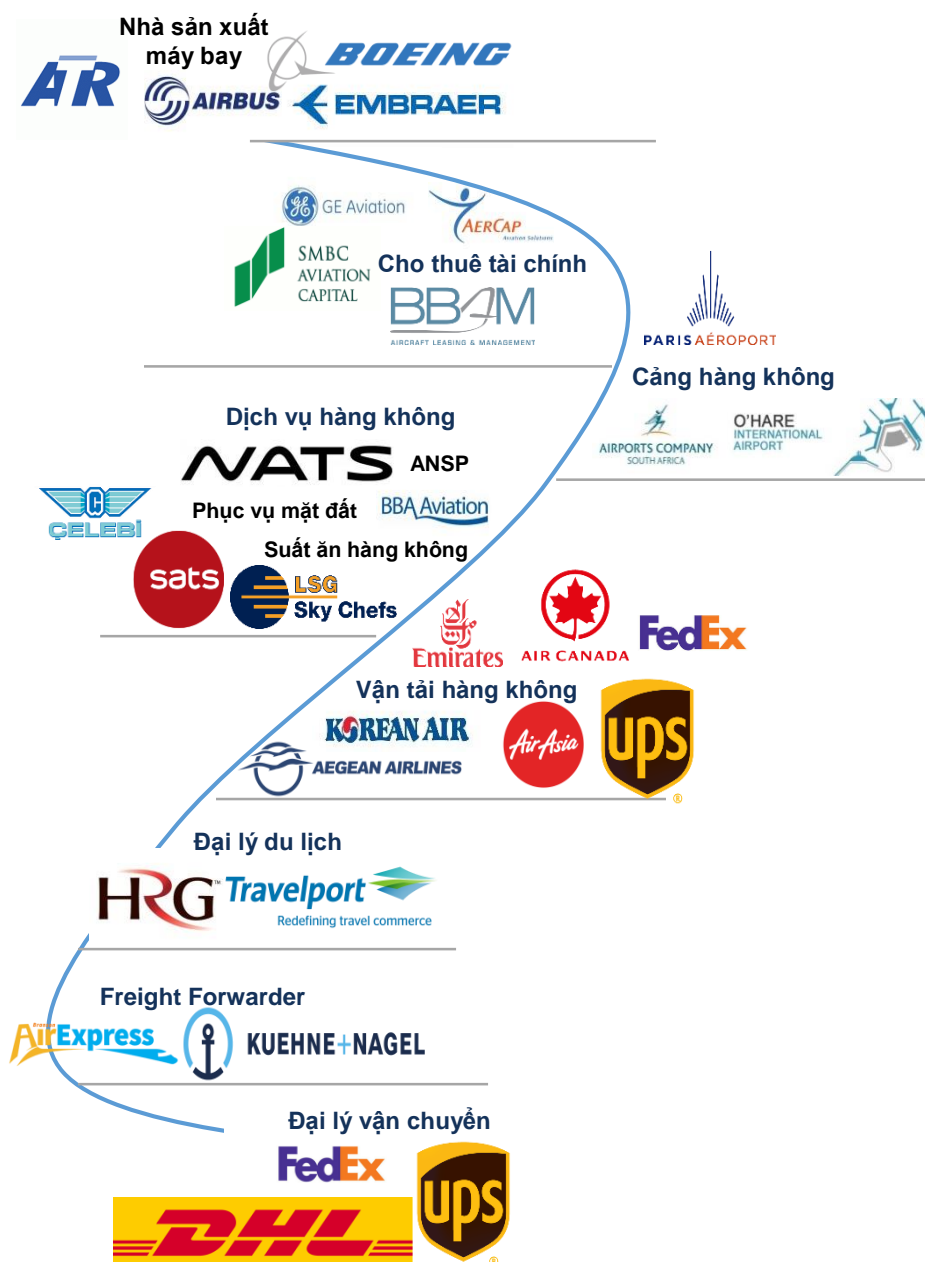 Nhà sản xuất
máy bay
ATR
BOEING
AIRBUS
EMBRAER
GE Aviation
AERCAP
Aviation Solutions
SMBC
AVIATION
CAPITAL
Cho thuê tài chính
BBAM
AIRCRAFT LEASING & MANAGEMENT
PARIS AÉROPORT
Cảng hàng không
AIRPORTS COMPANY
SOUTH AFRICA
O'HARE
INTERNATIONAL
AIRPORT
Dịch vụ hàng không
NATS
ANSP
ÇELEBİ
Phục vụ mặt đất
BBA Aviation
Suất ăn hàng không
sats
LSG
Sky Chefs
Emirates
AIR CANADA
FedEx
Vận tải hàng không
KOREAN AIR
AEGEAN AIRLINES
AirAsia
ups
®
Đại lý du lịch
HRG™
Travelport
Redefining travel commerce
Freight Forwarder
AirExpress
KUEHNE+NAGEL
Đại lý vận chuyển
FedEx
ups
®
DHL